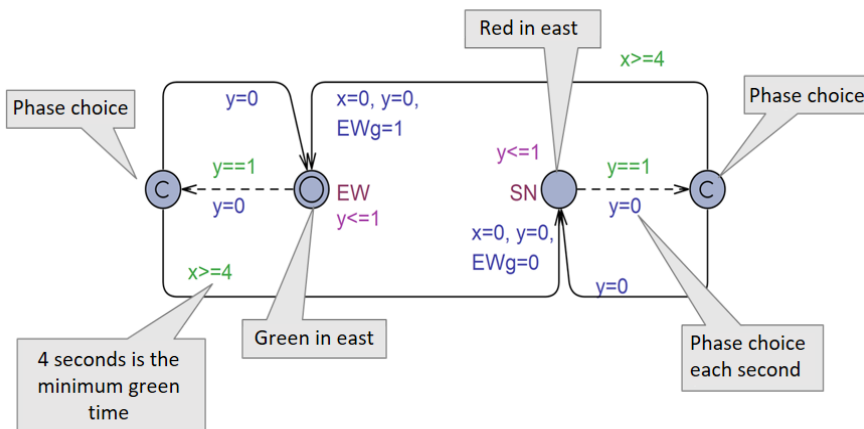 Red in east
x>=4
Phase choice
y=0
x=0, y=0,
EWg=1
Phase choice
y<=1
y==1
y==1
C
EW
SN
C
y=0
y<=1
y=0
x=0, y=0,
EWg=0
x>=4
y=0
Green in east
Phase choice
each second
4 seconds is the
minimum green
time